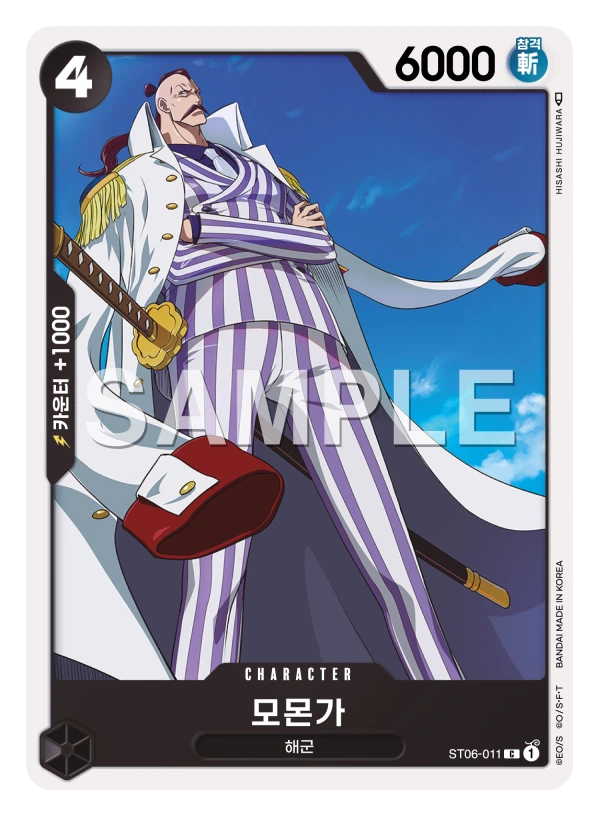 4
6000
참격
斬
HISASHI HUJIWARA
카운터 +1000
SAMPLE
CHARACTER
모몬가
해군
ST06-011 C 1
©EO/S ©O/S·F·T BANDAI MADE IN KOREA